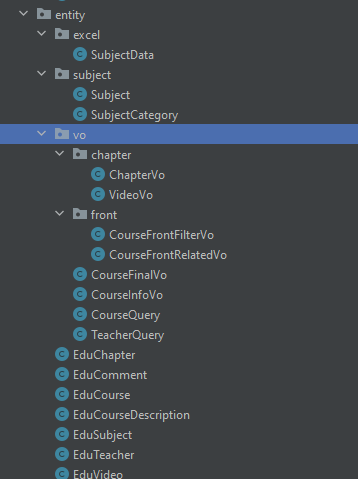 entity
excel
SubjectData
subject
Subject
SubjectCategory
vo
chapter
ChapterVo
VideoVo
front
CourseFrontFilterVo
CourseFrontRelatedVo
CourseFinalVo
CourseInfoVo
CourseQuery
TeacherQuery
EduChapter
EduComment
EduCourse
EduCourseDescription
EduSubject
EduTeacher
EduVideo